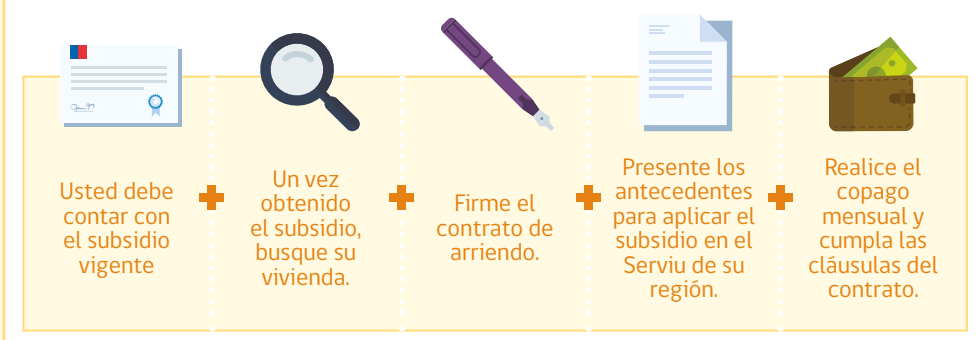 Usted debe
contar con
el subsidio
vigente
Un vez
obtenido
el subsidio,
busque su
vivienda.
Firme el
contrato de
arriendo.
Presente los
antecedentes
para aplicar el
subsidio en el
Serviu de su
región.
Realice el
copago
mensual y
cumpla las
cláusulas del
contrato.